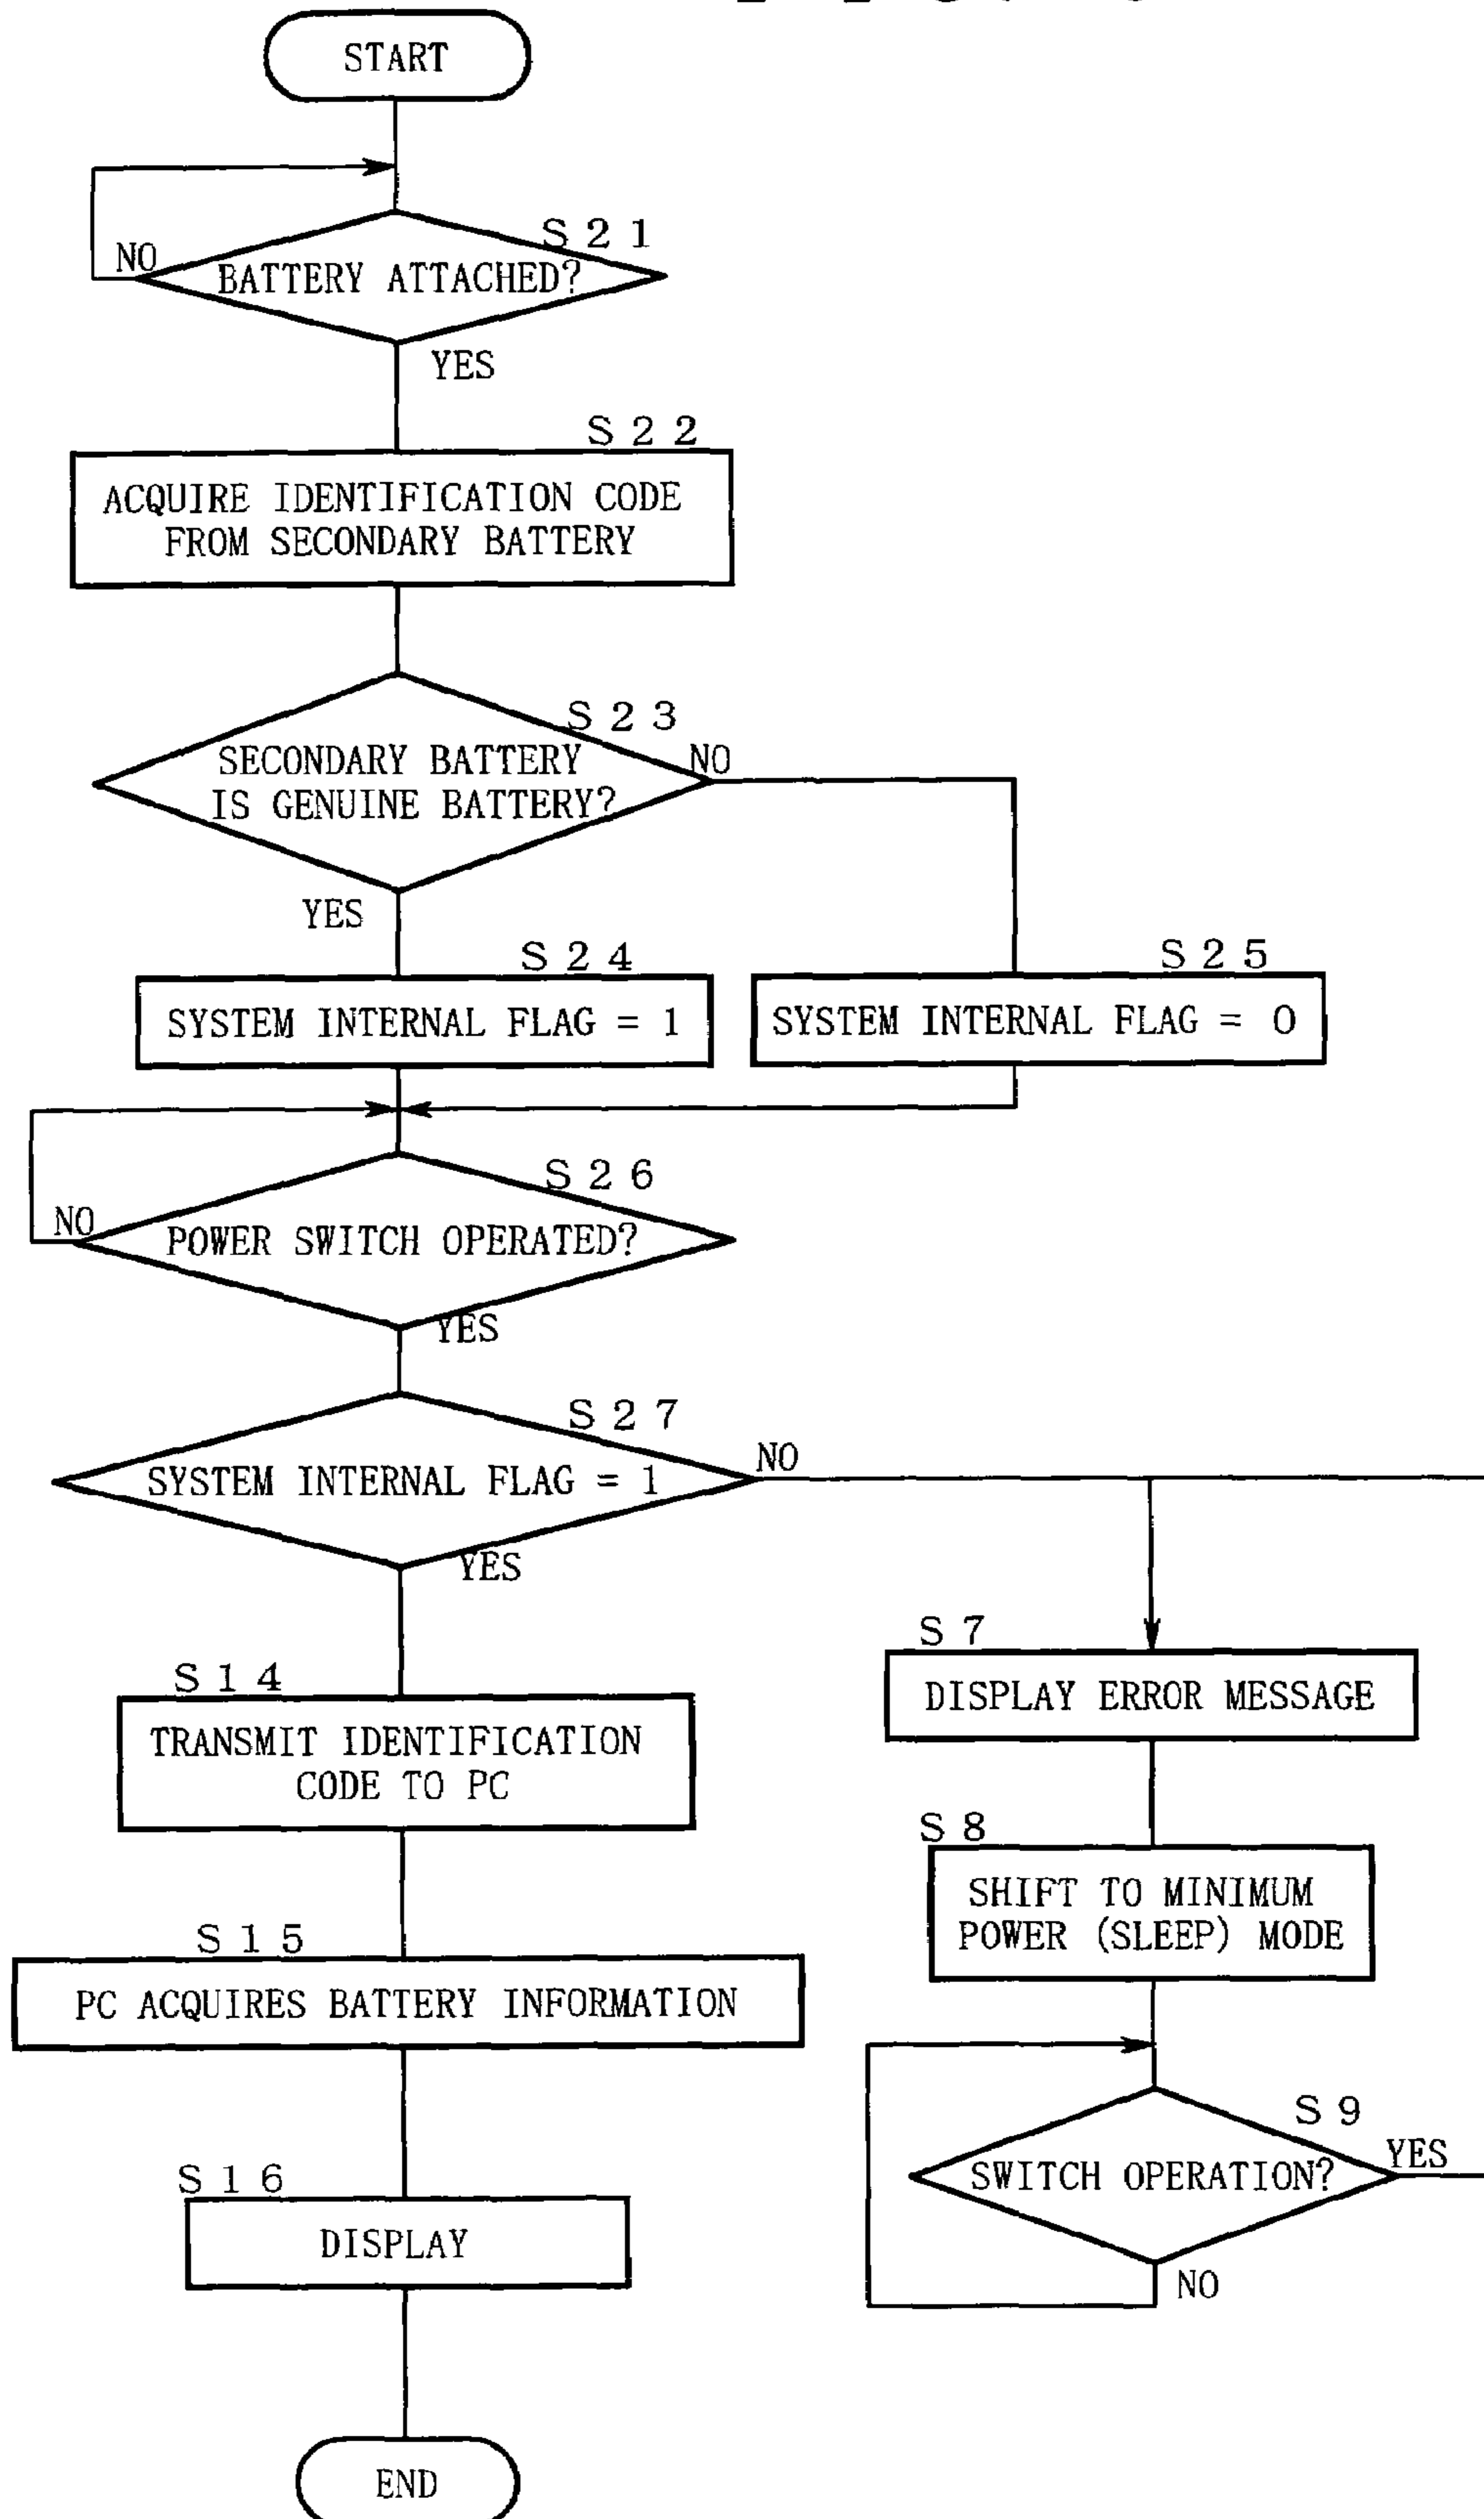 START
S21
NO
BATTERY ATTACHED?
YES
S22
ACQUIRE IDENTIFICATION CODE
FROM SECONDARY BATTERY
S23
SECONDARY BATTERY
IS GENUINE BATTERY?
NO
YES
S24
SYSTEM INTERNAL FLAG = 1
S25
SYSTEM INTERNAL FLAG = 0
S26
NO
POWER SWITCH OPERATED?
YES
S27
SYSTEM INTERNAL FLAG = 1
NO
YES
S14
TRANSMIT IDENTIFICATION
CODE TO PC
S15
PC ACQUIRES BATTERY INFORMATION
S16
DISPLAY
END
S7
DISPLAY ERROR MESSAGE
S8
SHIFT TO MINIMUM
POWER (SLEEP) MODE
S9
SWITCH OPERATION?
YES
NO